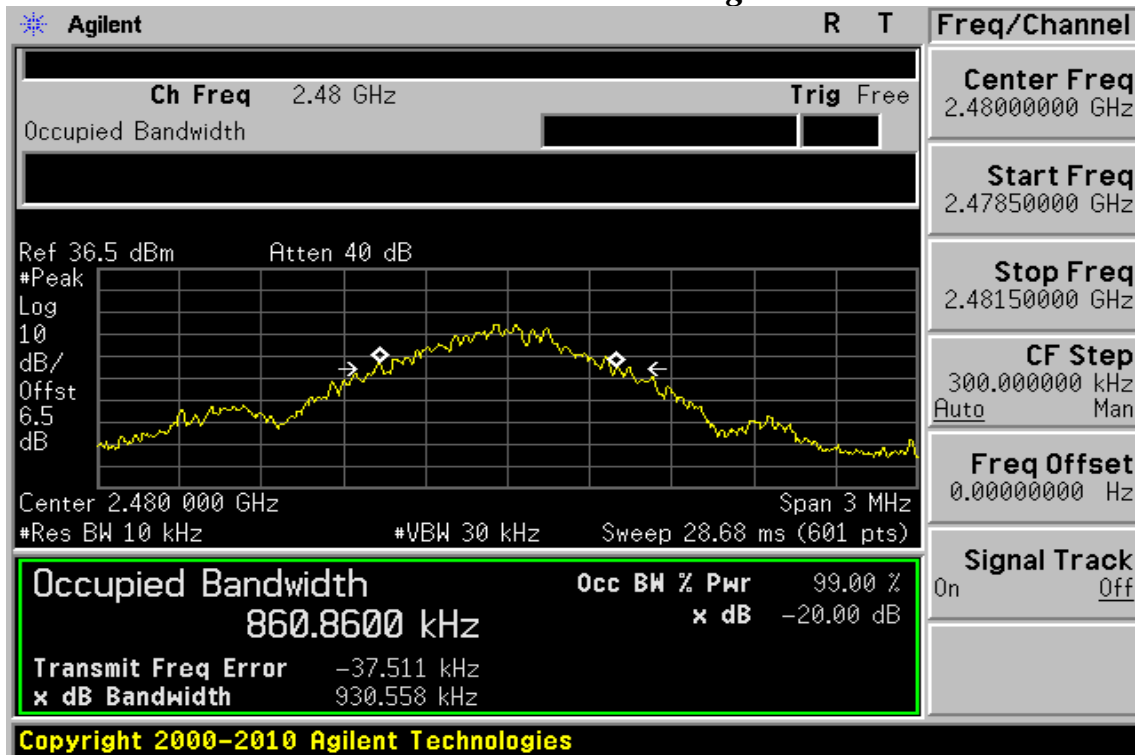 Agilent R T Freq/Channel
Ch Freq 2.48 GHz Trig Free
Occupied Bandwidth
Center Freq
2.48000000 GHz
Start Freq
2.47850000 GHz
Stop Freq
2.48150000 GHz
CF Step
300.000000 kHz
Auto Man
Freq Offset
0.00000000 Hz
Signal Track
On Off
Ref 36.5 dBm Atten 40 dB
#Peak
Log
10
dB/
Offst
6.5
dB
Center 2.480 000 GHz Span 3 MHz
#Res BW 10 kHz #VBW 30 kHz Sweep 28.68 ms (601 pts)
Occupied Bandwidth
860.8600 kHz
Occ BW % Pwr 99.00 %
x dB -20.00 dB
Transmit Freq Error -37.511 kHz
x dB Bandwidth 930.558 kHz
Copyright 2000-2010 Agilent Technologies